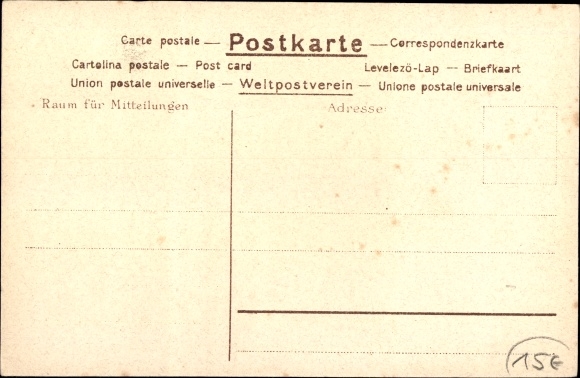 Carte postale — Postkarte — Correspondenzkarte
Cartolina postale — Post card Levelezö-Lap — Briefkaart
Union postale universelle — Weltpostverein — Unione postale universale
Raum für Mitteilungen Adresse
15€